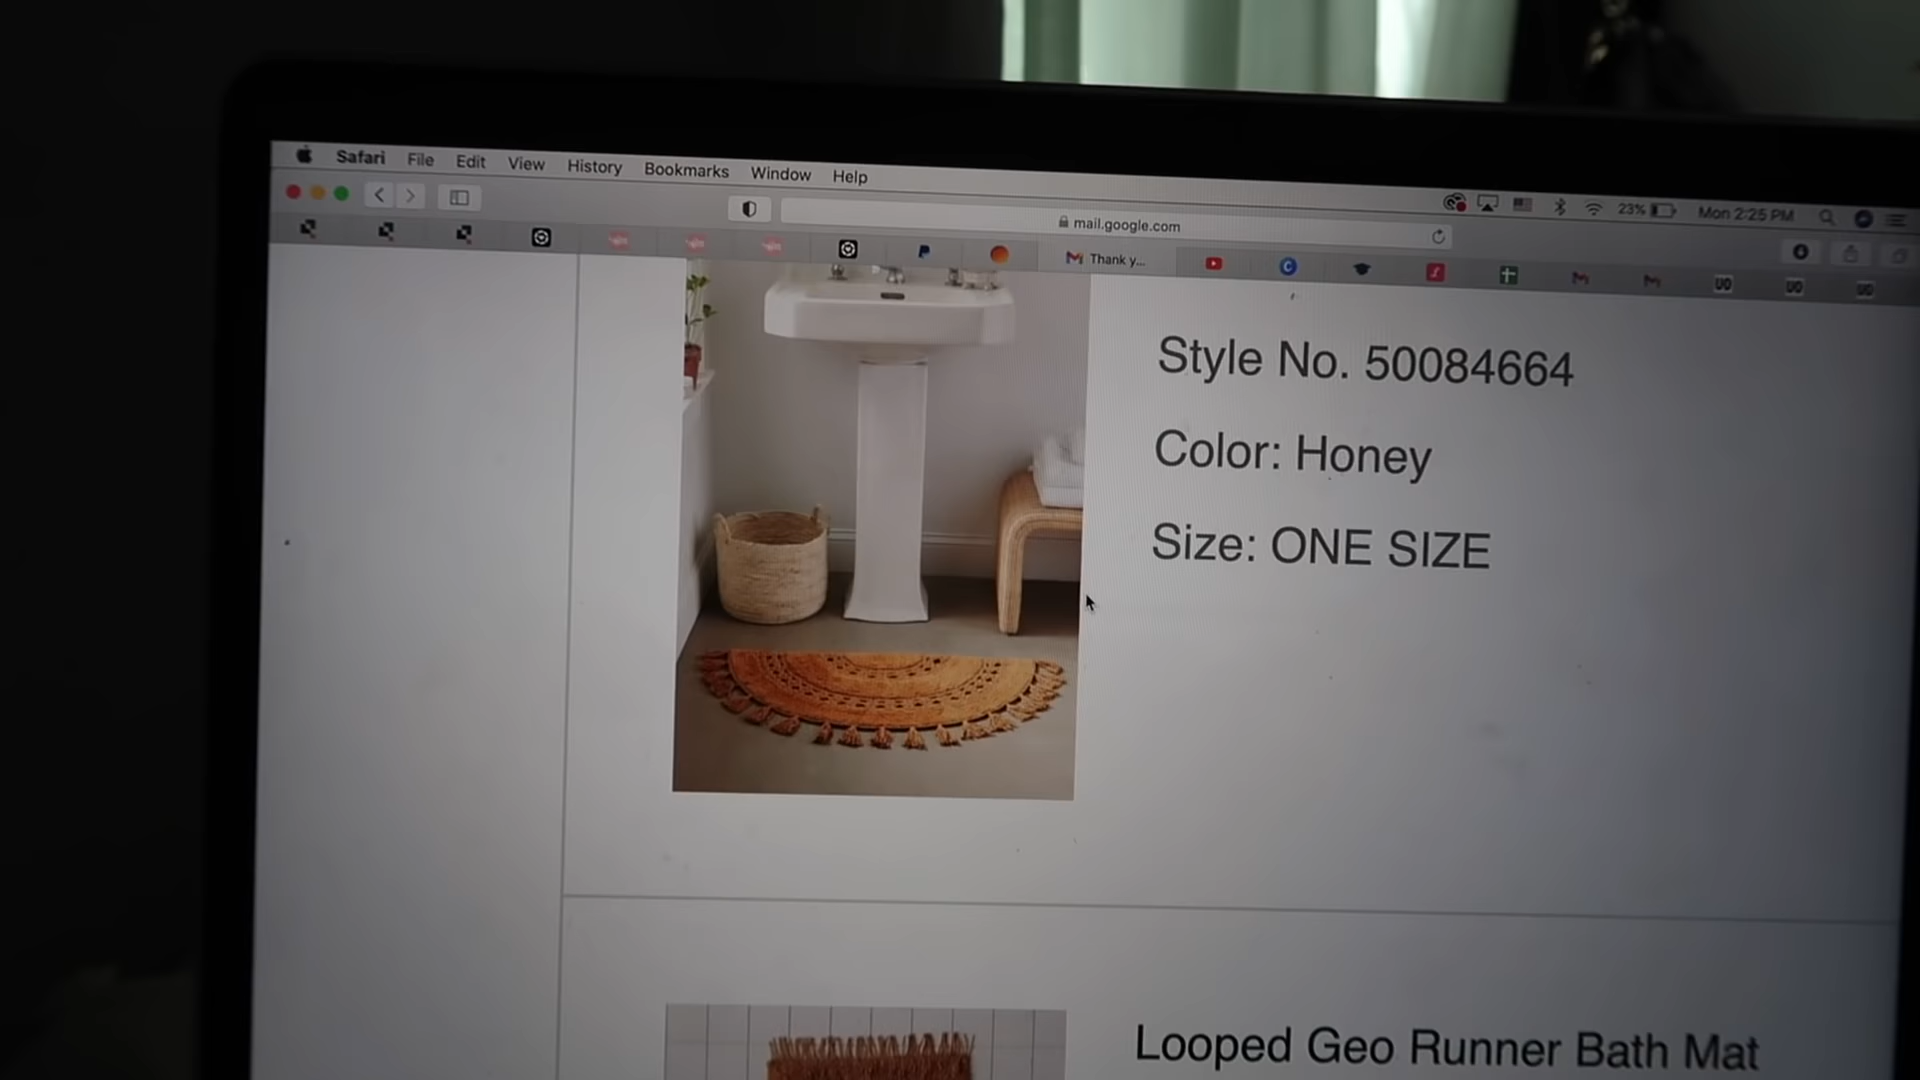 Safari File Edit View History Bookmarks Window Help
23% Mon 2:25 PM
mail.google.com
Thank y...
Style No. 50084664
Color: Honey
Size: ONE SIZE
Looped Geo Runner Bath Mat